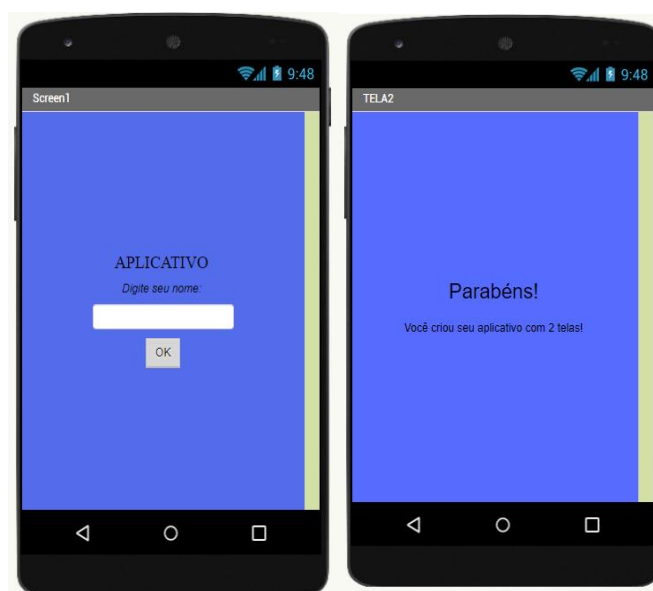 9:48
Screen1
APLICATIVO
Digite seu nome:
OK
9:48
TELA2
Parabéns!
Você criou seu aplicativo com 2 telas!